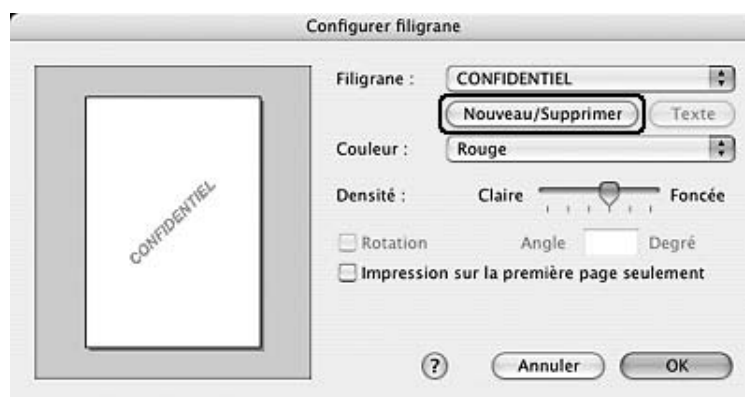 Configurer filigrane
Filigrane : CONFIDENTIEL
Nouveau/Supprimer Texte
Couleur : Rouge
Densité : Claire Foncée
Rotation Angle Degré
Impression sur la première page seulement
CONFIDENTIEL
? Annuler OK